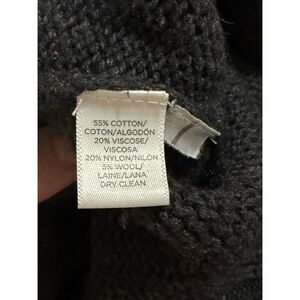 55% COTTON/
COTON/ALGODÓN
20% VISCOSE/
VISCOSA
20% NYLON/NILON
5% WOOL/
LAINE/LANA
DRY CLEAN